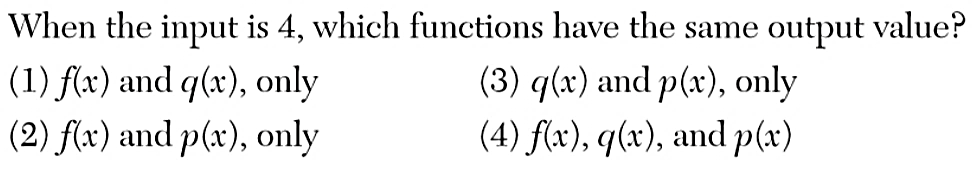 When the input is 4, which functions have the same output value?
(1) f(x) and q(x), only (3) q(x) and p(x), only
(2) f(x) and p(x), only (4) f(x), q(x), and p(x)